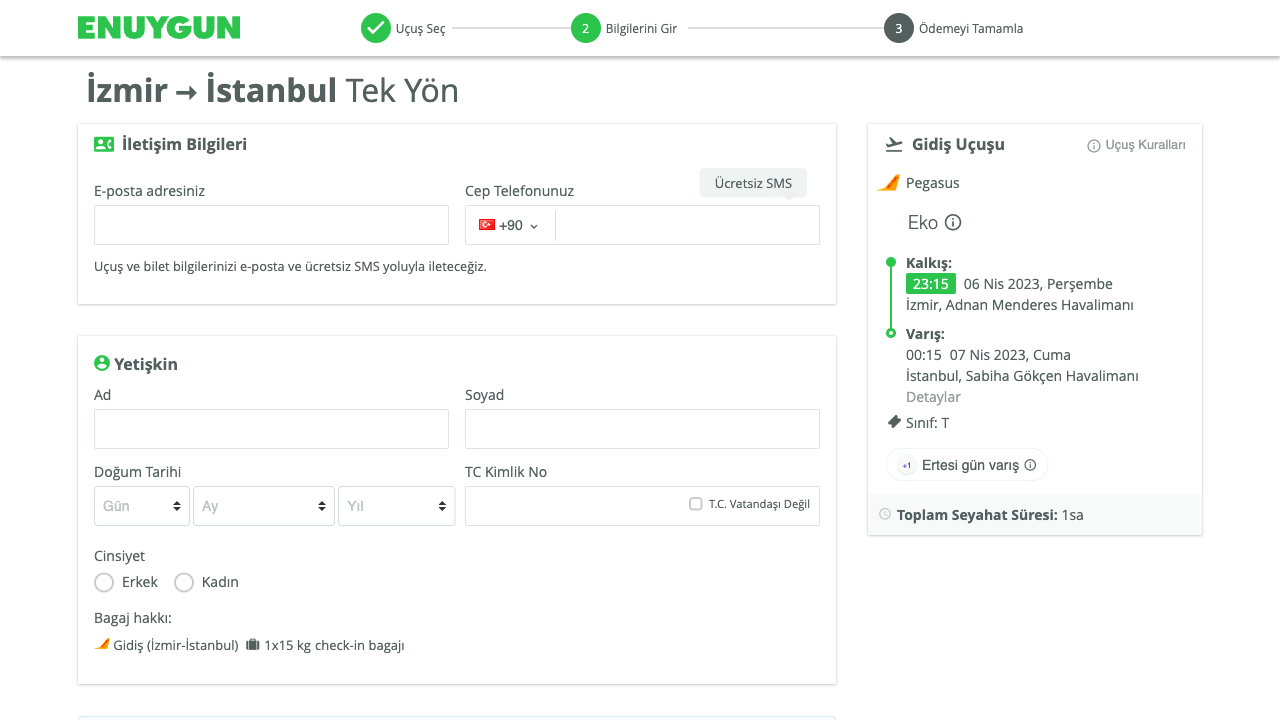 ENUYGUN
Uçuş Seç
2 Bilgilerini Gir
3 Ödemeyi Tamamla
İzmir → İstanbul Tek Yön
İletişim Bilgileri
E-posta adresiniz
Cep Telefonunuz
Ücretsiz SMS
+90
Uçuş ve bilet bilgilerinizi e-posta ve ücretsiz SMS yoluyla ileteceğiz.
Yetişkin
Ad
Soyad
Doğum Tarihi
TC Kimlik No
Gün
Ay
Yıl
T.C. Vatandaşı Değil
Cinsiyet
Erkek
Kadın
Bagaj hakkı:
Gidiş (İzmir-İstanbul) 1x15 kg check-in bagajı
Gidiş Uçuşu
Uçuş Kuralları
Pegasus
Eko
Kalkış:
23:15 06 Nis 2023, Perşembe
İzmir, Adnan Menderes Havalimanı
Varış:
00:15 07 Nis 2023, Cuma
İstanbul, Sabiha Gökçen Havalimanı
Detaylar
Sınıf: T
+1 Ertesi gün varış
Toplam Seyahat Süresi: 1sa